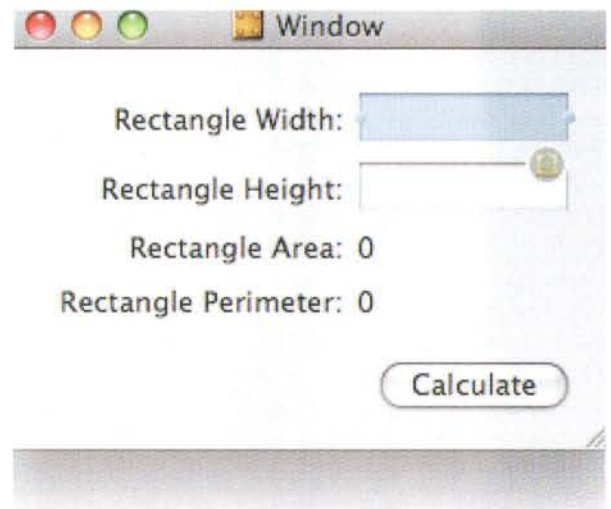 Window
Rectangle Width:
Rectangle Height:
Rectangle Area: 0
Rectangle Perimeter: 0
Calculate